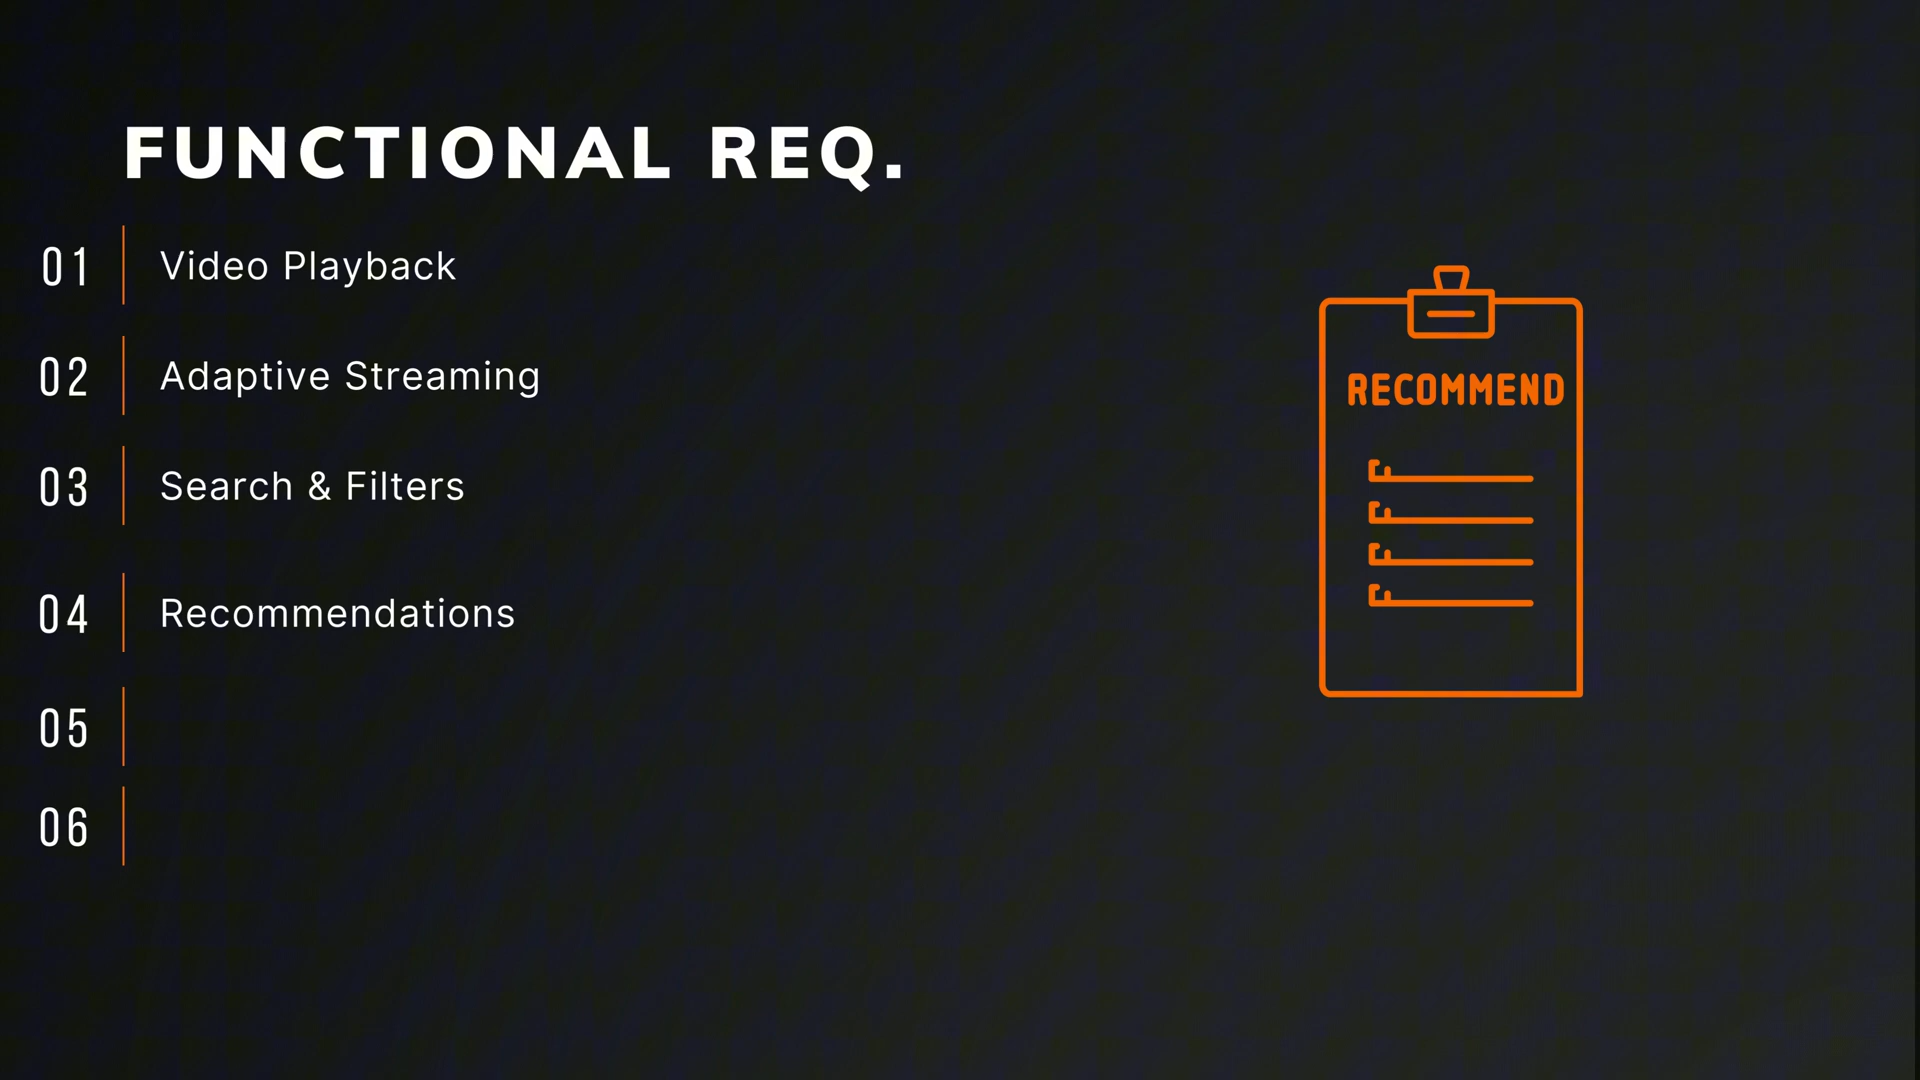 FUNCTIONAL REQ.
01 Video Playback
02 Adaptive Streaming
03 Search & Filters
04 Recommendations
05
06
RECOMMEND